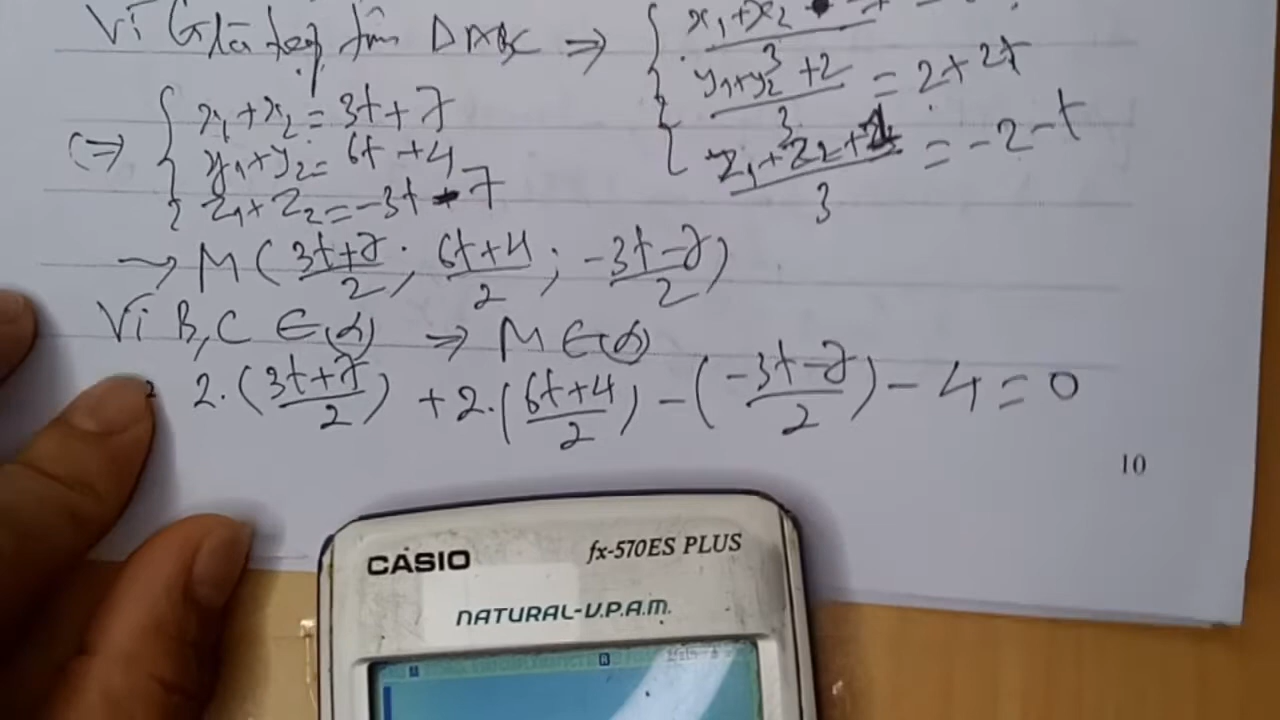 Vì G là trọng tâm ΔABC ⇒ { x₁+x₂
y₁+y₂+2 / 3 = 2+2t
z₁+z₂+1 / 3 = -2-t
(⇒ { x₁+x₂ = 3t+7
y₁+y₂ = 6t+4
z₁+z₂ = -3t-7
→ M( (3t+7)/2 ; (6t+4)/2 ; (-3t-7)/2 )
Vì B,C ∈(α) ⇒ M ∈(α)
2.( (3t+7)/2 ) + 2.( (6t+4)/2 ) - ( (-3t-7)/2 ) - 4 = 0
10
CASIO fx-570ES PLUS
NATURAL-V.P.A.M.